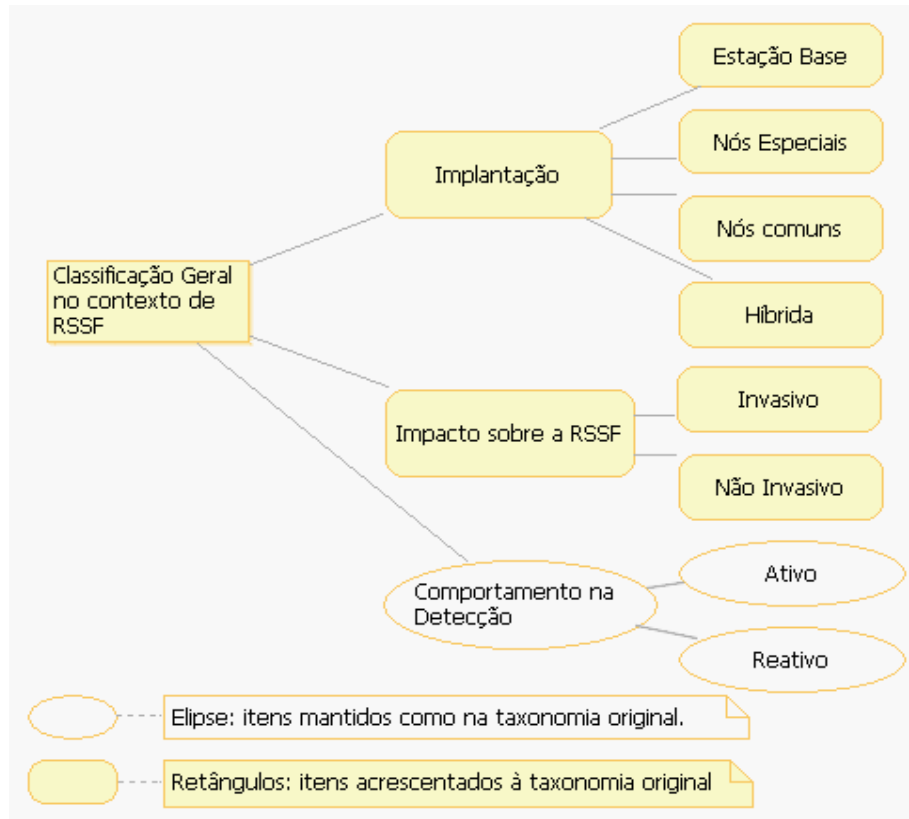 Estação Base
Nós Especiais
Implantação
Nós comuns
Classificação Geral
no contexto de
RSSF
Híbrida
Invasivo
Impacto sobre a RSSF
Não Invasivo
Ativo
Comportamento na
Detecção
Reativo
Elipse: itens mantidos como na taxonomia original.
Retângulos: itens acrescentados à taxonomia original